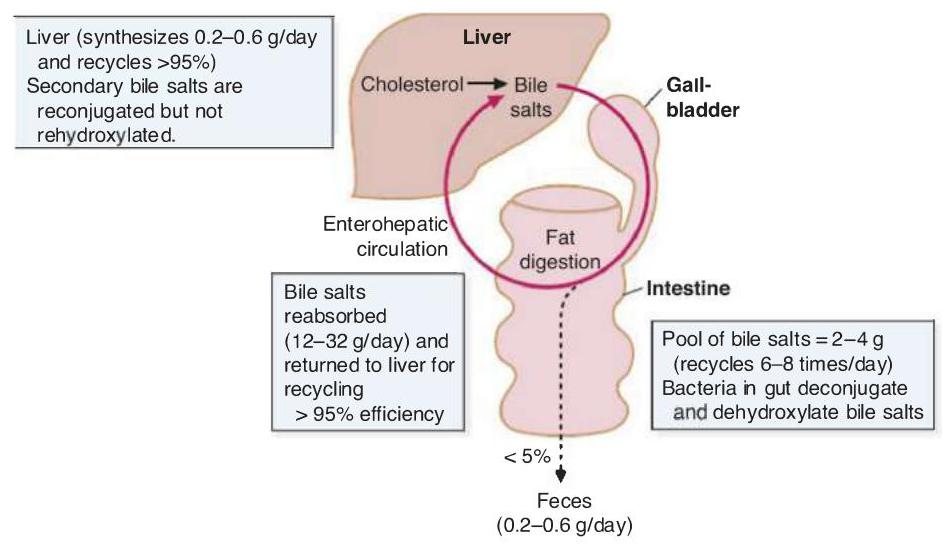 Liver (synthesizes 0.2–0.6 g/day
and recycles >95%)
Secondary bile salts are
reconjugated but not
rehydroxylated.
Liver
Cholesterol
Bile
salts
Gall-
bladder
Enterohepatic
circulation
Fat
digestion
Intestine
Bile salts
reabsorbed
(12–32 g/day) and
returned to liver for
recycling
> 95% efficiency
Pool of bile salts = 2–4 g
(recycles 6–8 times/day)
Bacteria in gut deconjugate
and dehydroxylate bile salts
< 5%
Feces
(0.2–0.6 g/day)